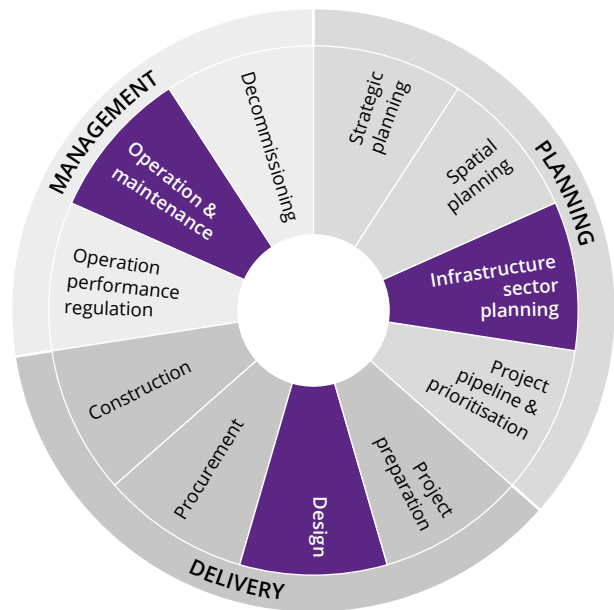 PLANNING
Strategic
planning
Spatial
planning
Infrastructure
sector
planning
Project
pipeline &
prioritisation
DELIVERY
Project
preparation
Design
Procurement
Construction
MANAGEMENT
Operation
performance
regulation
Operation &
maintenance
Decommissioning